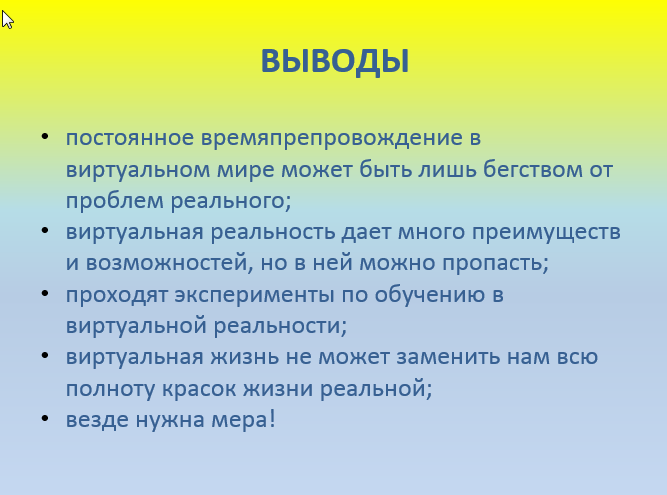 ВЫВОДЫ
• постоянное времяпрепровождение в
виртуальном мире может быть лишь бегством от
проблем реального;
• виртуальная реальность дает много преимуществ
и возможностей, но в ней можно пропасть;
• проходят эксперименты по обучению в
виртуальной реальности;
• виртуальная жизнь не может заменить нам всю
полноту красок жизни реальной;
• везде нужна мера!